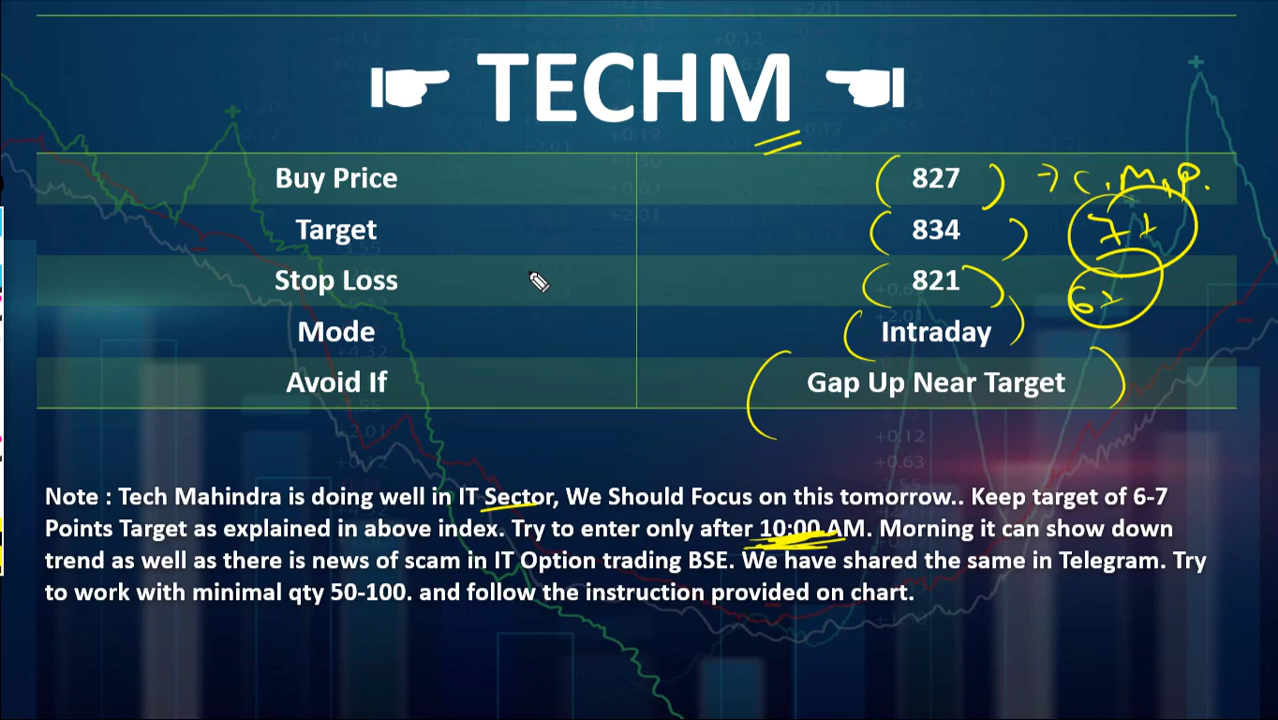 TECHM
Buy Price 827 → C.M.P.
Target 834 7₹
Stop Loss 821 6₹
Mode Intraday
Avoid If Gap Up Near Target
Note : Tech Mahindra is doing well in IT Sector, We Should Focus on this tomorrow.. Keep target of 6-7
Points Target as explained in above index. Try to enter only after 10:00 AM. Morning it can show down
trend as well as there is news of scam in IT Option trading BSE. We have shared the same in Telegram. Try
to work with minimal qty 50-100. and follow the instruction provided on chart.